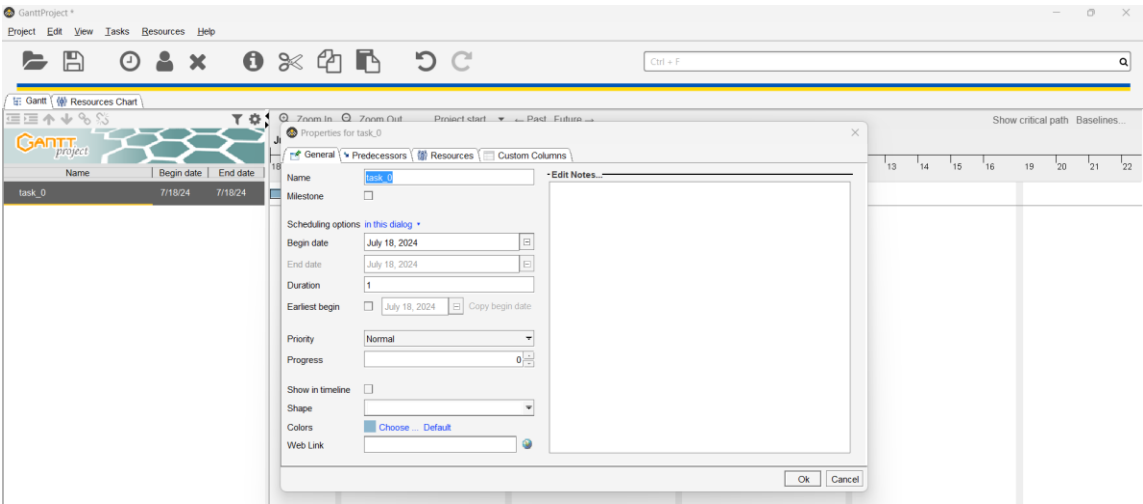 GanttProject *
Project Edit View Tasks Resources Help
Ctrl + F
Gantt Resources Chart
Zoom In Zoom Out Project start ← Past Future → Show critical path Baselines...
GANTT project
Name Begin date End date
task_0 7/18/24 7/18/24
13 14 15 16 19 20 21 22
Properties for task_0
General Predecessors Resources Custom Columns
Name task_0
Milestone
Scheduling options in this dialog
Begin date July 18, 2024
End date July 18, 2024
Duration 1
Earliest begin July 18, 2024 Copy begin date
Priority Normal
Progress 0
Show in timeline
Shape
Colors Choose ... Default
Web Link
Edit Notes...
Ok Cancel